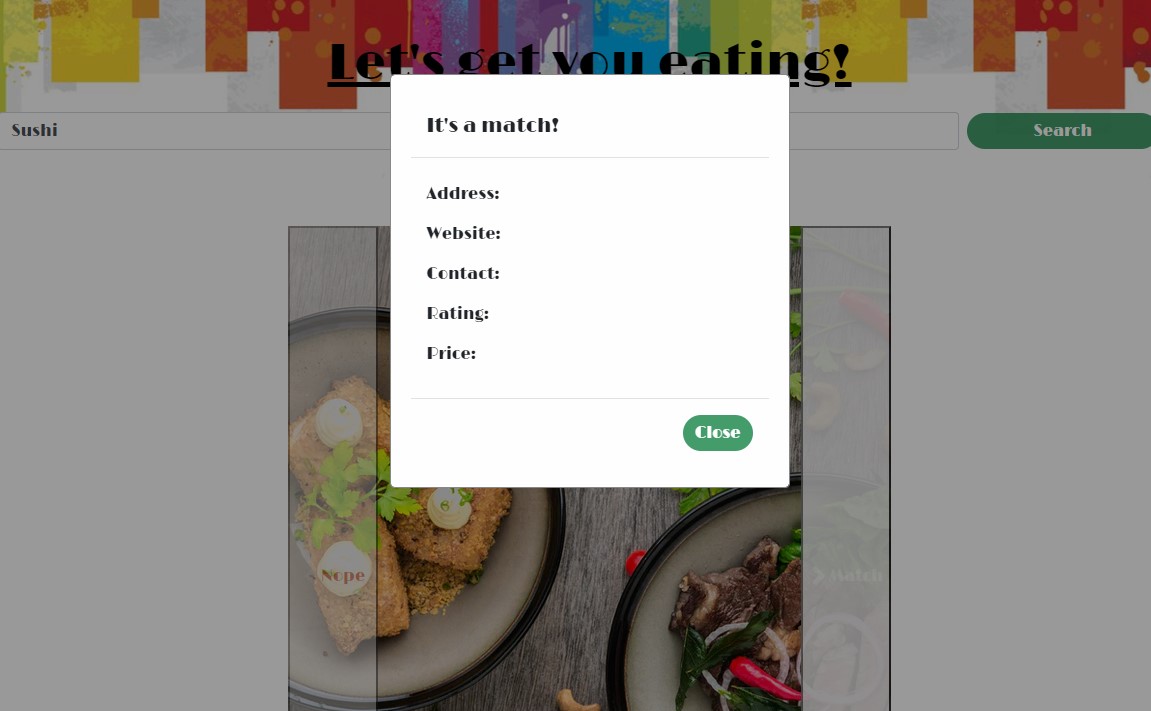 Let's get you eating!
Sushi
Search
It's a match!
Address:
Website:
Contact:
Rating:
Price:
Close
Nope
Match